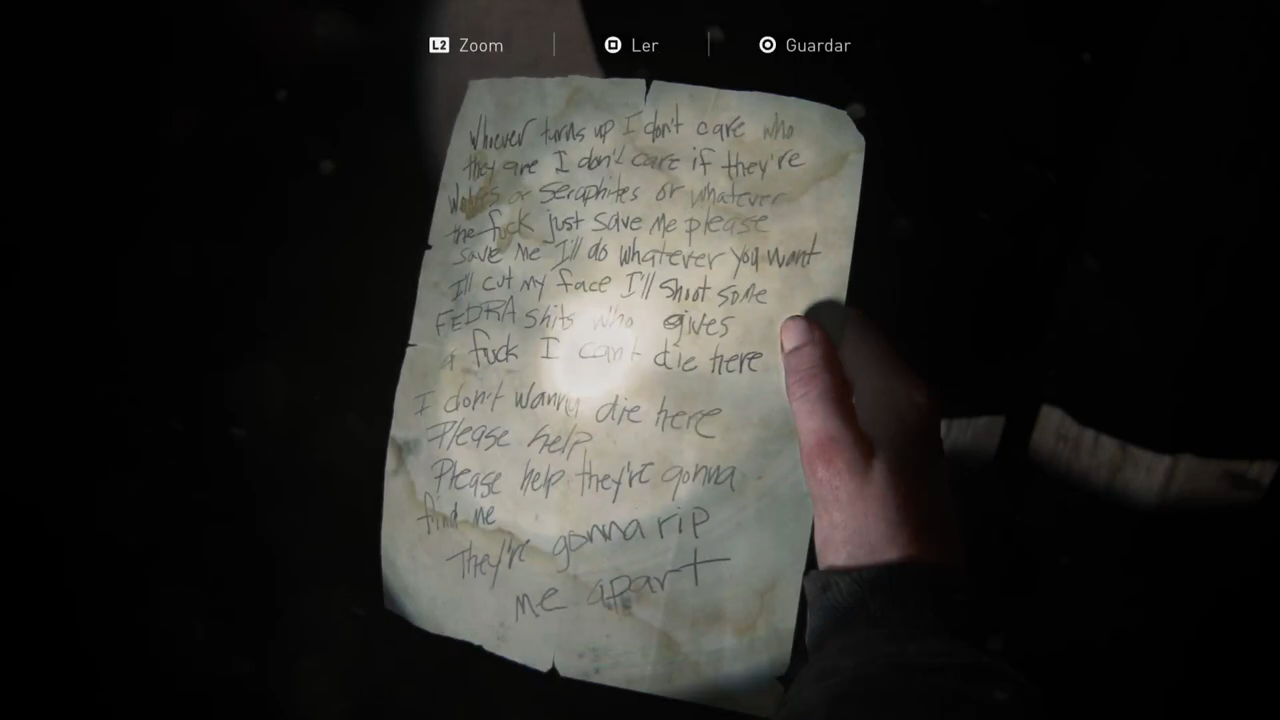 L2 Zoom Ler Guardar
Whoever turns up I don't care who
they are I don't care if they're
Wolves or Seraphites or whatever
the fuck just save me please
save me I'll do whatever you want
I'll cut my face I'll shoot some
FEDRA shits who gives
a fuck I can't die here
I don't wanna die here
Please help
Please help they're gonna
find me
They're gonna rip
me apart